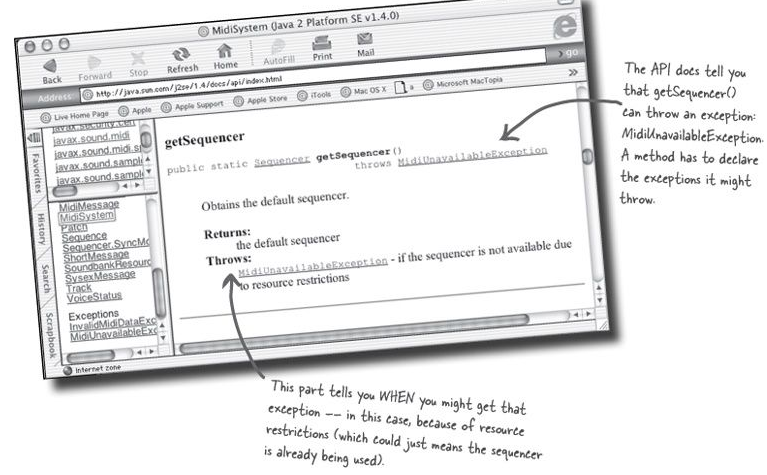 MidiSystem (Java 2 Platform SE v1.4.0)
Back Forward Stop Refresh Home AutoFill Print Mail
Address http://java.sun.com/j2se/1.4/docs/api/index.html go
Live Home Page Apple Apple Support Apple Store iTools Mac OS X a Microsoft MacTopia
Favorites
History
Search
Scrapbook
javax.security.cert
javax.sound.midi
javax.sound.midi.sp
javax.sound.sampl
javax.sound.sampl
MidiMessage
MidiSystem
Patch
Sequence
Sequencer.SyncMo
ShortMessage
SoundbankResourc
SysexMessage
Track
VoiceStatus
Exceptions
InvalidMidiDataExc
MidiUnavailableExc
getSequencer
public static Sequencer getSequencer()
throws MidiUnavailableException
Obtains the default sequencer.
Returns:
the default sequencer
Throws:
MidiUnavailableException - if the sequencer is not available due
to resource restrictions
Internet zone
The API docs tell you
that getSequencer()
can throw an exception:
MidiUnavailableException.
A method has to declare
the exceptions it might
throw.
This part tells you WHEN you might get that
exception -- in this case, because of resource
restrictions (which could just means the sequencer
is already being used).